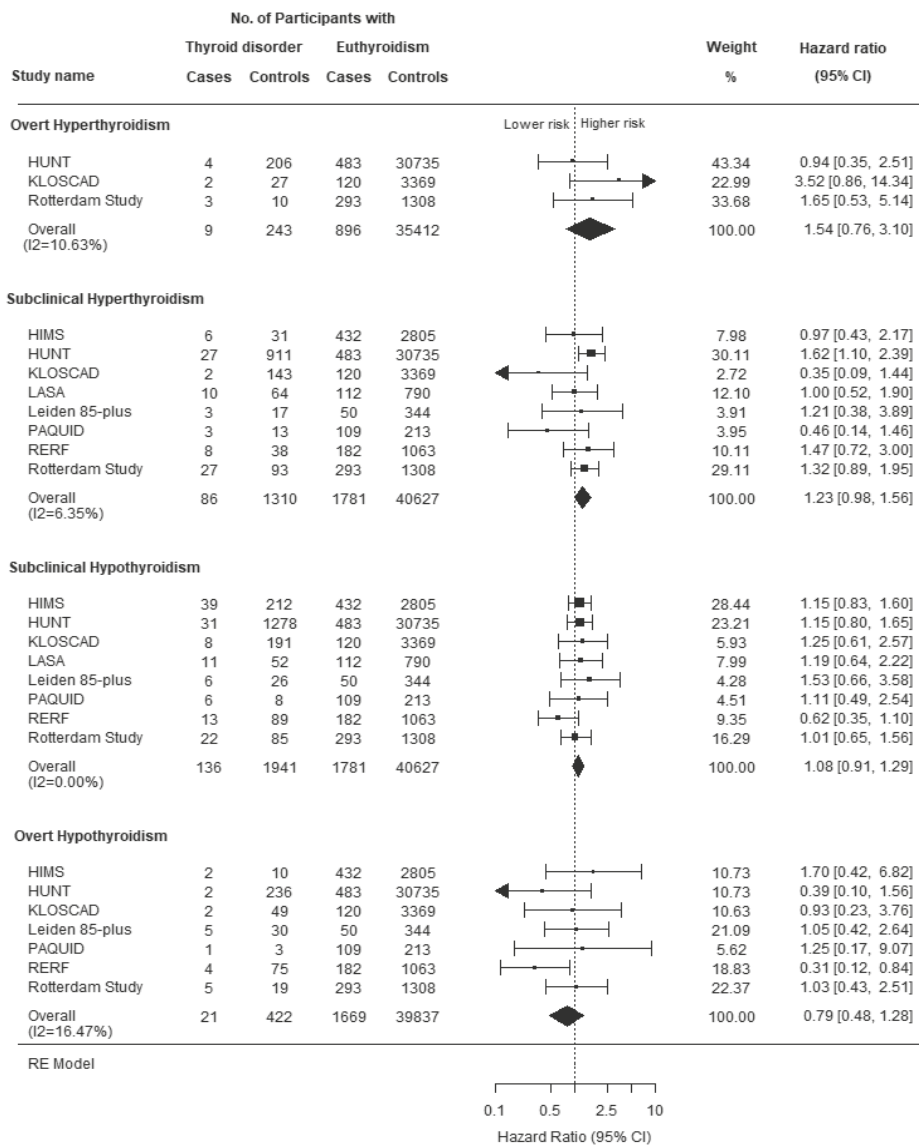 No. of Participants with
Thyroid disorder Euthyroidism Weight Hazard ratio
Study name Cases Controls Cases Controls % (95% CI)
Overt Hyperthyroidism Lower risk Higher risk
HUNT 4 206 483 30735 43.34 0.94 [0.35, 2.51]
KLOSCAD 2 27 120 3369 22.99 3.52 [0.86, 14.34]
Rotterdam Study 3 10 293 1308 33.68 1.65 [0.53, 5.14]
Overall 9 243 896 35412 100.00 1.54 [0.76, 3.10]
(I2=10.63%)
Subclinical Hyperthyroidism
HIMS 6 31 432 2805 7.98 0.97 [0.43, 2.17]
HUNT 27 911 483 30735 30.11 1.62 [1.10, 2.39]
KLOSCAD 2 143 120 3369 2.72 0.35 [0.09, 1.44]
LASA 10 64 112 790 12.10 1.00 [0.52, 1.90]
Leiden 85-plus 3 17 50 344 3.91 1.21 [0.38, 3.89]
PAQUID 3 13 109 213 3.95 0.46 [0.14, 1.46]
RERF 8 38 182 1063 10.11 1.47 [0.72, 3.00]
Rotterdam Study 27 93 293 1308 29.11 1.32 [0.89, 1.95]
Overall 86 1310 1781 40627 100.00 1.23 [0.98, 1.56]
(I2=6.35%)
Subclinical Hypothyroidism
HIMS 39 212 432 2805 28.44 1.15 [0.83, 1.60]
HUNT 31 1278 483 30735 23.21 1.15 [0.80, 1.65]
KLOSCAD 8 191 120 3369 5.93 1.25 [0.61, 2.57]
LASA 11 52 112 790 7.99 1.19 [0.64, 2.22]
Leiden 85-plus 6 26 50 344 4.28 1.53 [0.66, 3.58]
PAQUID 6 8 109 213 4.51 1.11 [0.49, 2.54]
RERF 13 89 182 1063 9.35 0.62 [0.35, 1.10]
Rotterdam Study 22 85 293 1308 16.29 1.01 [0.65, 1.56]
Overall 136 1941 1781 40627 100.00 1.08 [0.91, 1.29]
(I2=0.00%)
Overt Hypothyroidism
HIMS 2 10 432 2805 10.73 1.70 [0.42, 6.82]
HUNT 2 236 483 30735 10.73 0.39 [0.10, 1.56]
KLOSCAD 2 49 120 3369 10.63 0.93 [0.23, 3.76]
Leiden 85-plus 5 30 50 344 21.09 1.05 [0.42, 2.64]
PAQUID 1 3 109 213 5.62 1.25 [0.17, 9.07]
RERF 4 75 182 1063 18.83 0.31 [0.12, 0.84]
Rotterdam Study 5 19 293 1308 22.37 1.03 [0.43, 2.51]
Overall 21 422 1669 39837 100.00 0.79 [0.48, 1.28]
(I2=16.47%)
RE Model
0.1 0.5 2.5 10
Hazard Ratio (95% CI)